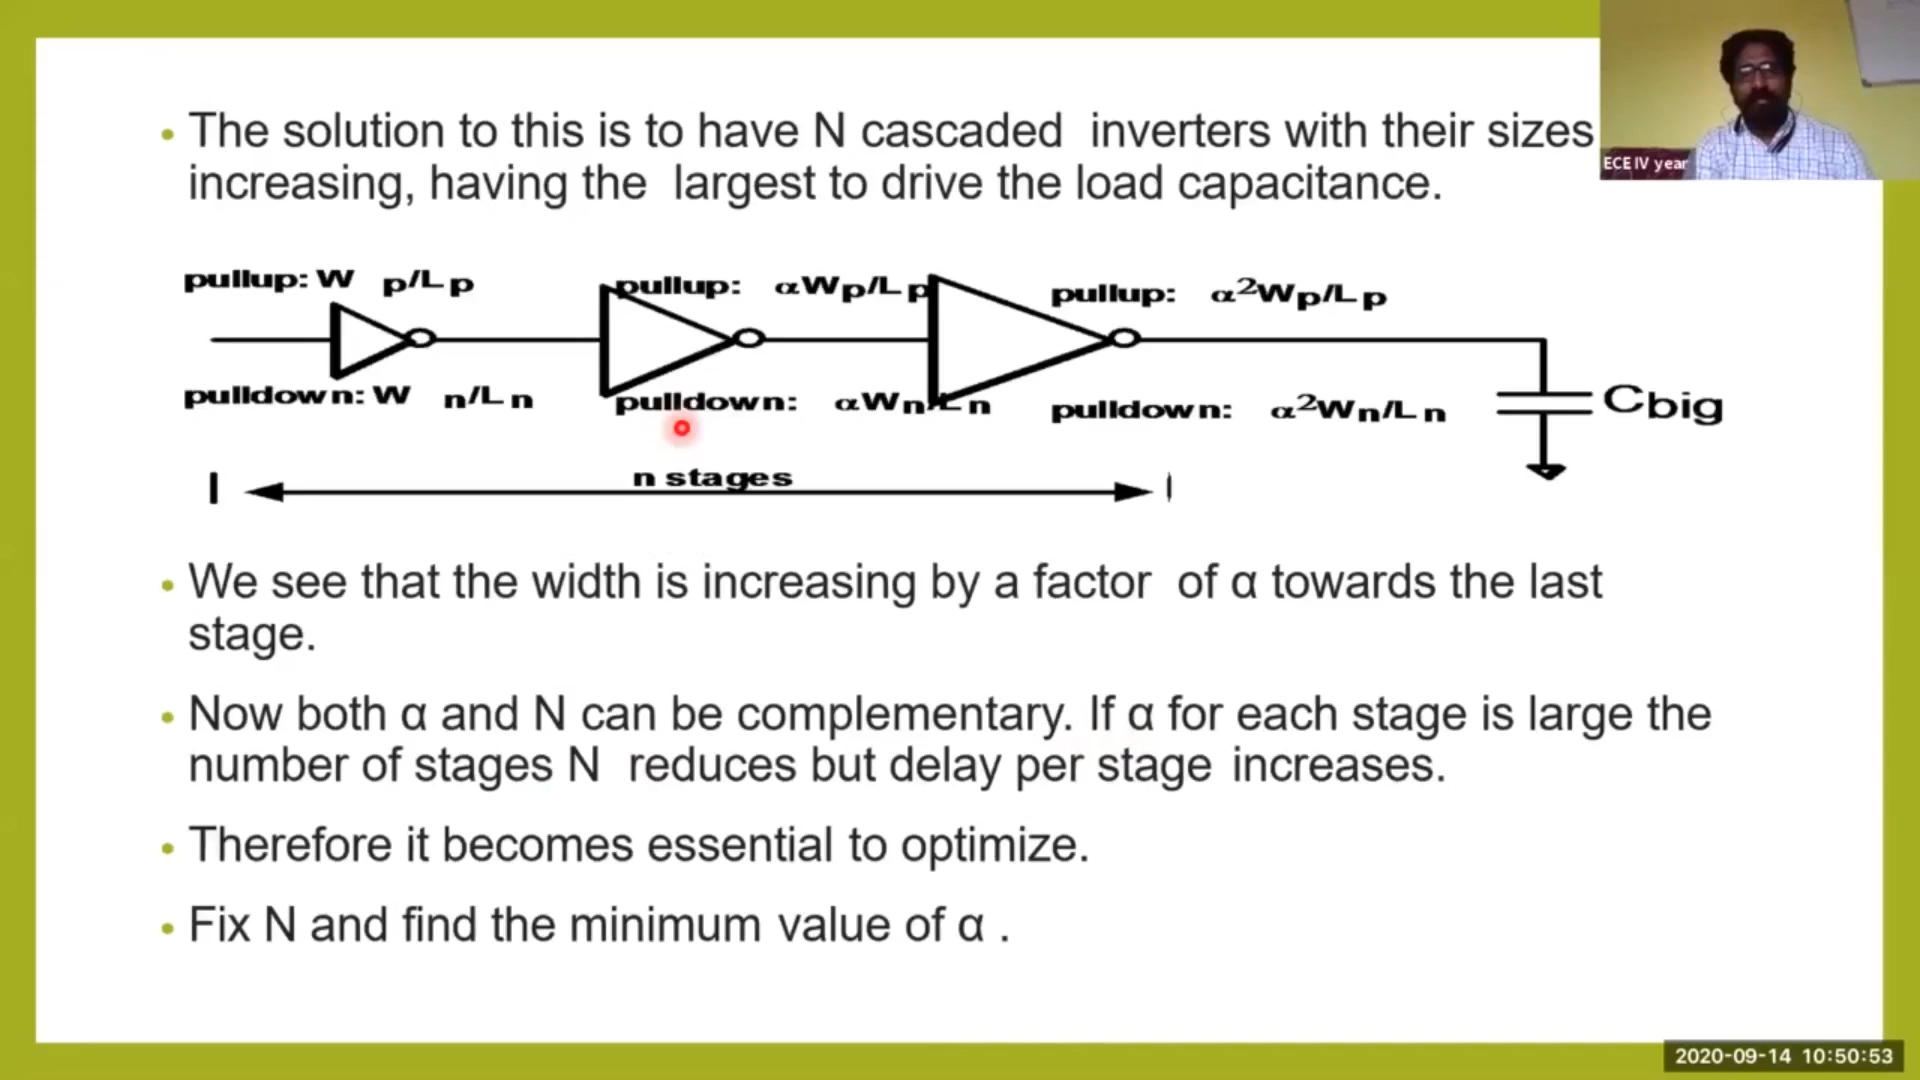 • The solution to this is to have N cascaded inverters with their sizes
increasing, having the largest to drive the load capacitance.
ECE IV year
pullup: W p/Lp
pullup: αWp/Lp
pullup: α2Wp/Lp
pulldown: W n/Ln
pulldown: αWn/Ln
pulldown: α2Wn/Ln
Cbig
n stages
• We see that the width is increasing by a factor of α towards the last
stage.
• Now both α and N can be complementary. If α for each stage is large the
number of stages N reduces but delay per stage increases.
• Therefore it becomes essential to optimize.
• Fix N and find the minimum value of α .
2020-09-14 10:50:53